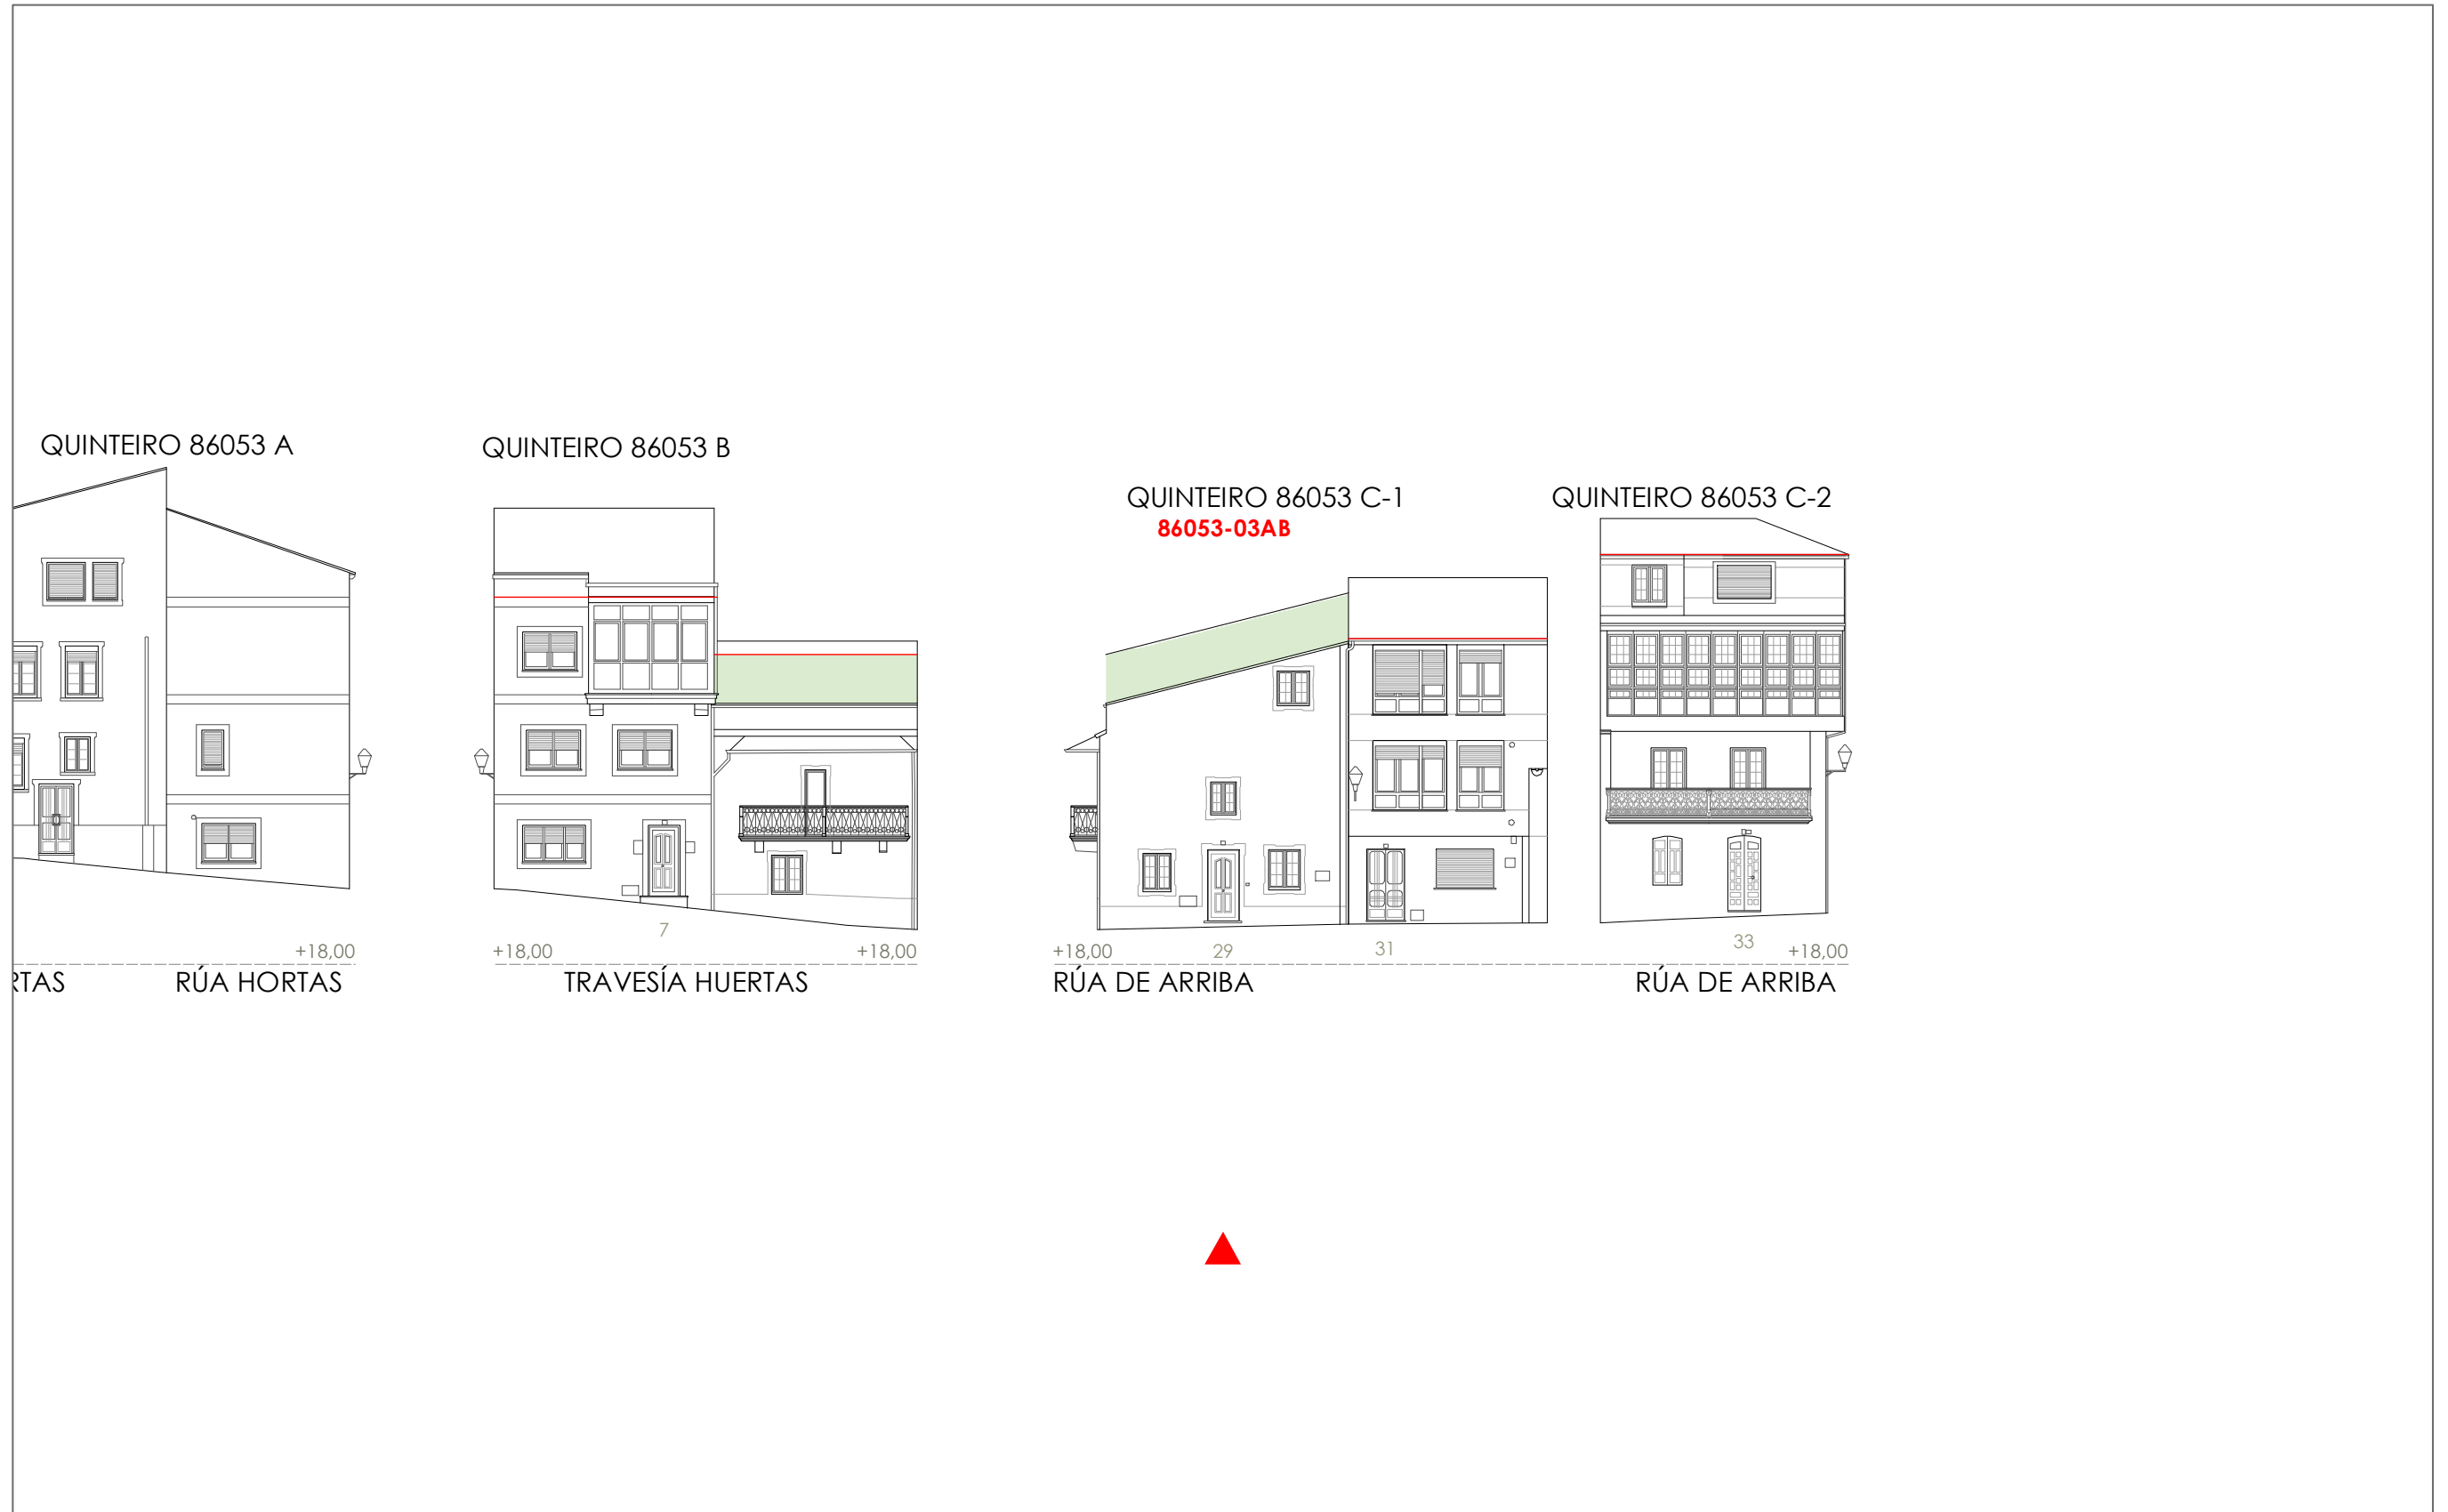 QUINTEIRO 86053 A
QUINTEIRO 86053 B
QUINTEIRO 86053 C-1
86053-03AB
QUINTEIRO 86053 C-2
7
29
31
33
+18,00
+18,00
+18,00
+18,00
+18,00
RTAS
RÚA HORTAS
TRAVESÍA HUERTAS
RÚA DE ARRIBA
RÚA DE ARRIBA